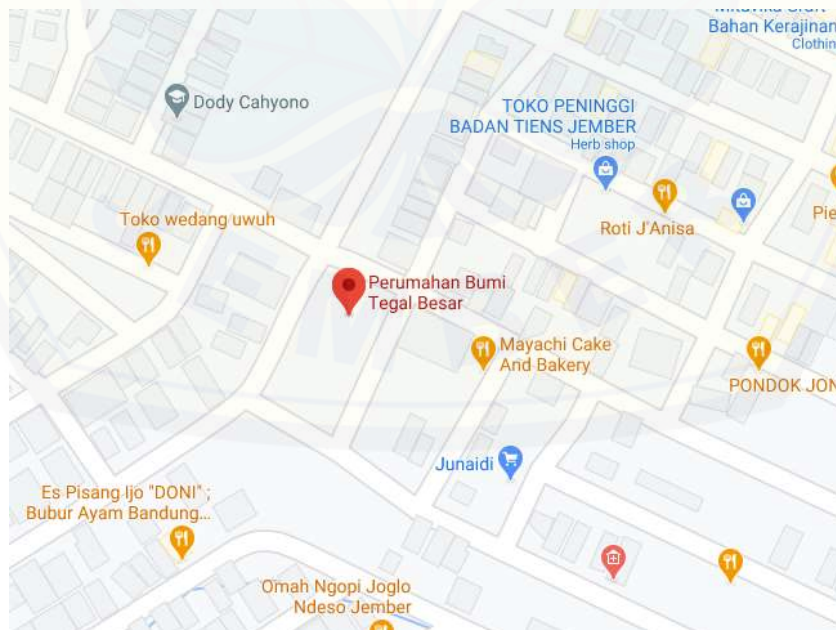 Bahan Kerajinan
Clothin
Dody Cahyono
TOKO PENINGGI
BADAN TIENS JEMBER
Herb shop
Toko wedang uwuh
Roti J'Anisa
Pie
Perumahan Bumi
Tegal Besar
Mayachi Cake
And Bakery
PONDOK JON
Junaidi
Es Pisang Ijo "DONI" ;
Bubur Ayam Bandung...
Omah Ngopi Joglo
Ndeso Jember